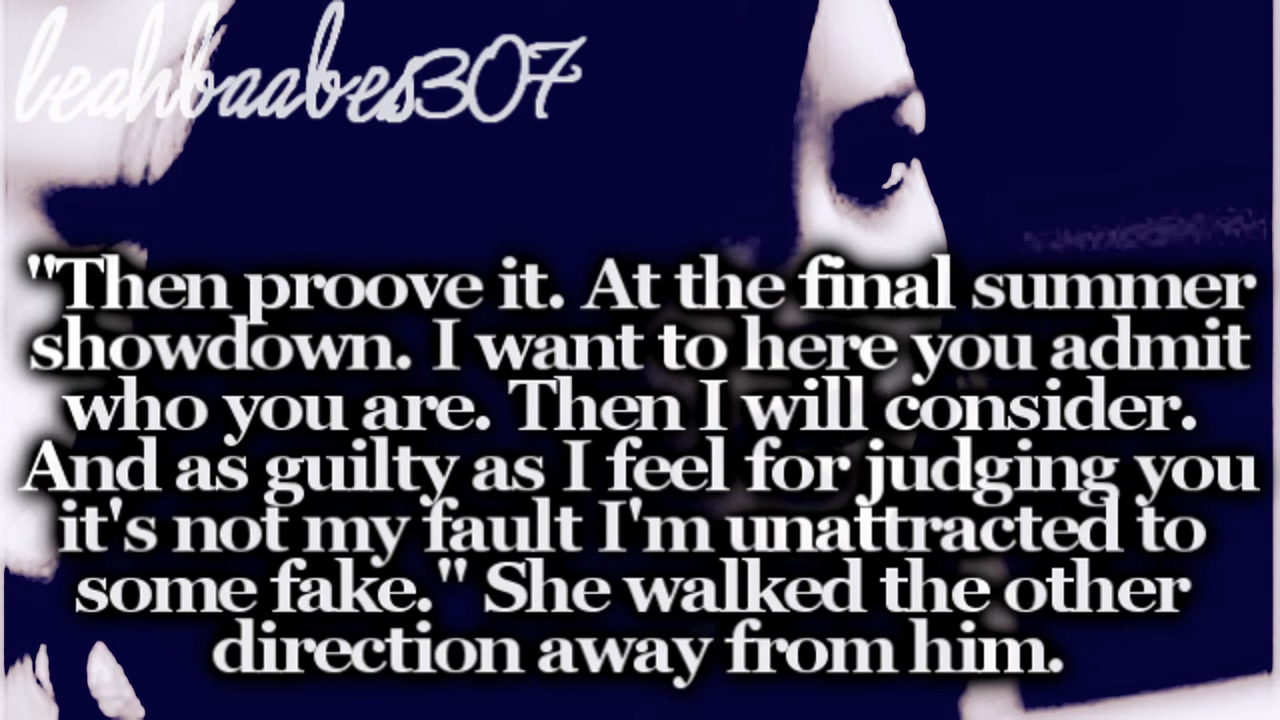 leahbaabes307
"Then proove it. At the final summer
showdown. I want to here you admit
who you are. Then I will consider.
And as guilty as I feel for judging you
it's not my fault I'm unattracted to
some fake." She walked the other
direction away from him.